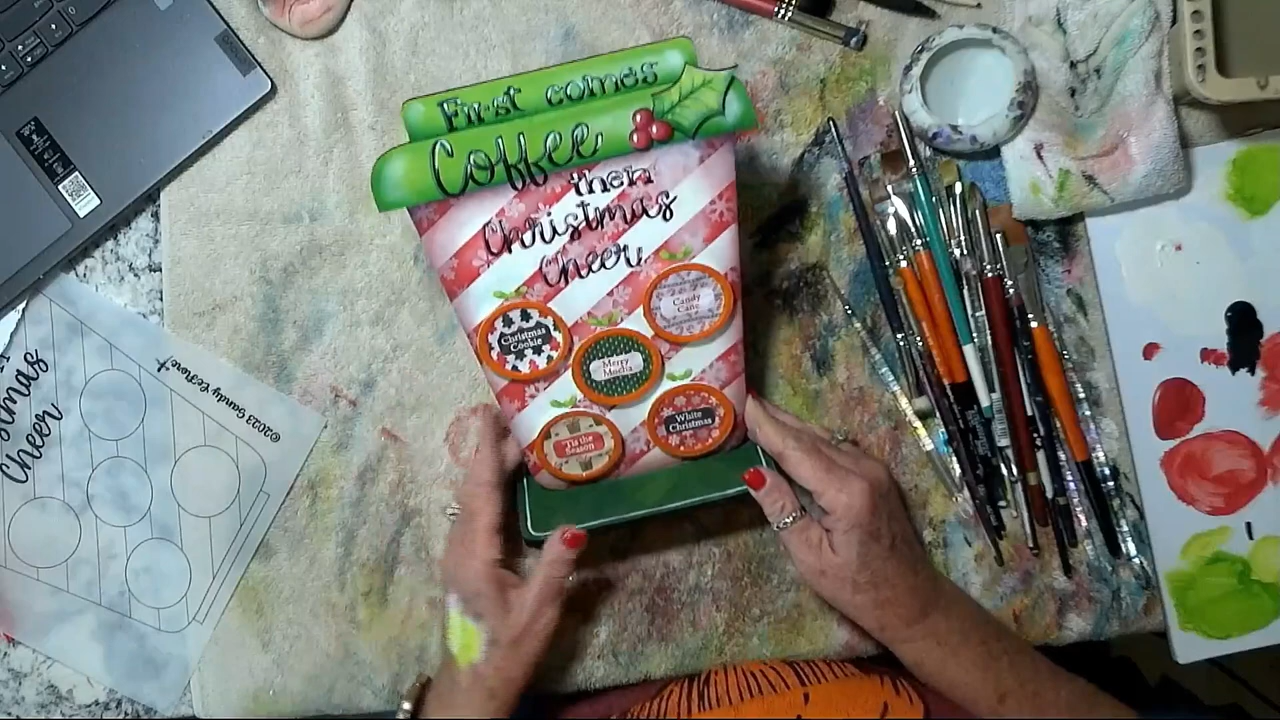 First comes
Coffee
then
Christmas
Cheer
Candy
Cane
Christmas
Cookie
Merry
Mocha
White
Christmas
'Tis the
Season
Cheer
©2023 Sandy LeFlore